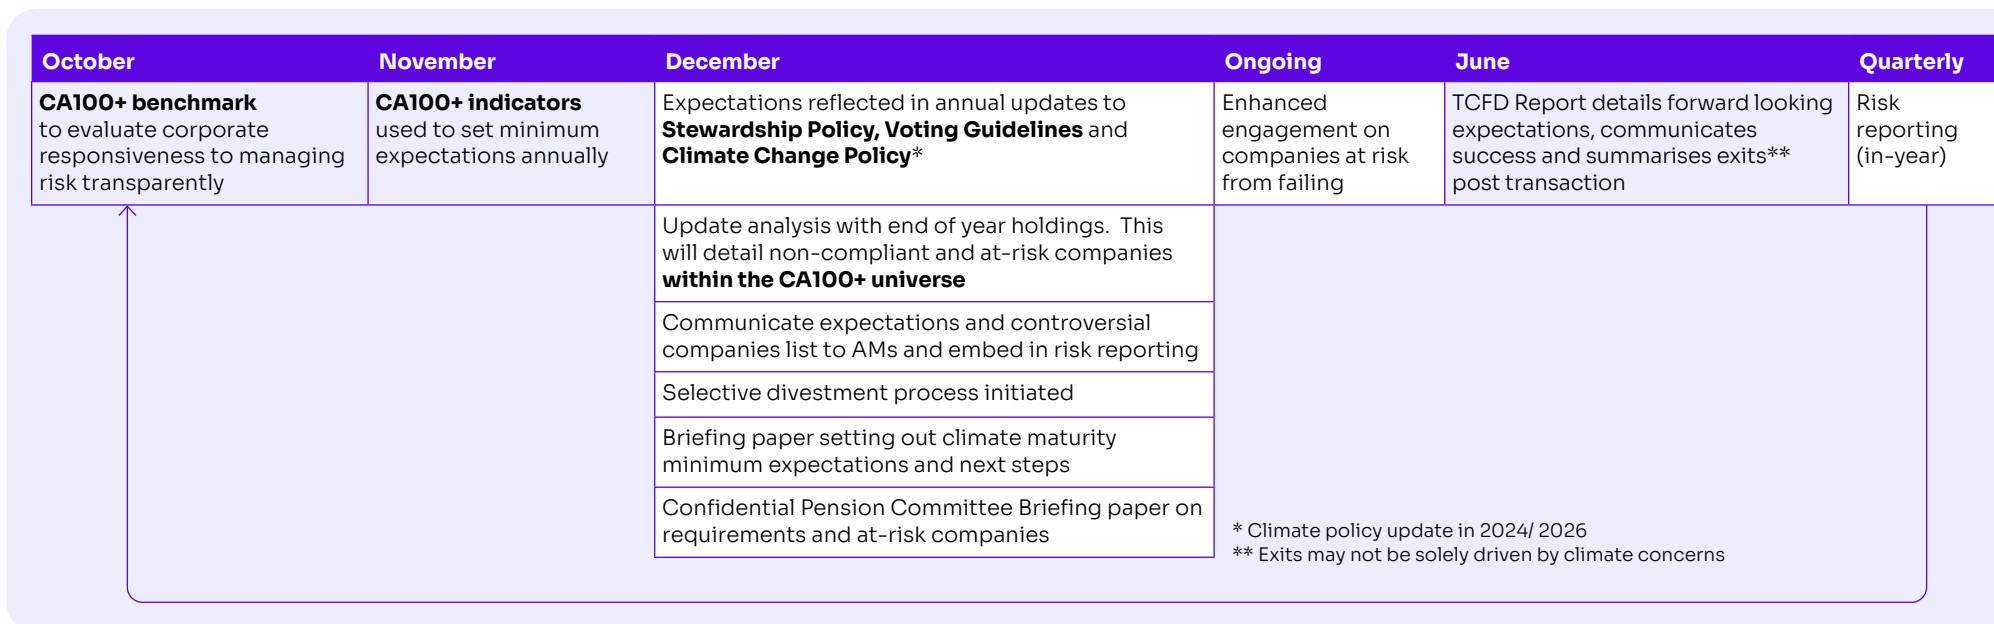 October
CA100+ benchmark
to evaluate corporate
responsiveness to managing
risk transparently
November
CA100+ indicators
used to set minimum
expectations annually
December
Expectations reflected in annual updates to
Stewardship Policy, Voting Guidelines and
Climate Change Policy*
Update analysis with end of year holdings.  This
will detail non-compliant and at-risk companies
within the CA100+ universe
Communicate expectations and controversial
companies list to AMs and embed in risk reporting
Selective divestment process initiated
Briefing paper setting out climate maturity
minimum expectations and next steps
Confidential Pension Committee Briefing paper on
requirements and at-risk companies
Ongoing
Enhanced
engagement on
companies at risk
from failing
June
TCFD Report details forward looking
expectations, communicates
success and summarises exits**
post transaction
Quarterly
Risk
reporting
(in-year)
* Climate policy update in 2024/ 2026
** Exits may not be solely driven by climate concerns